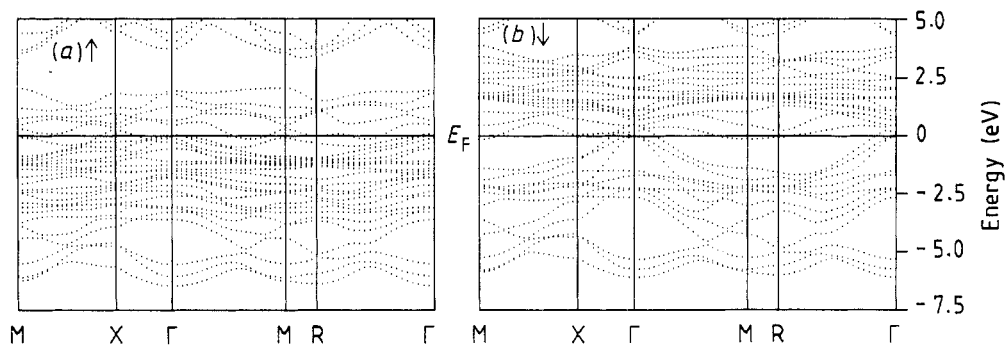 (a)↑
(b)↓
5.0
2.5
E_F
0
-2.5
-5.0
-7.5
Energy (eV)
M X Γ M R Γ
M X Γ M R Γ